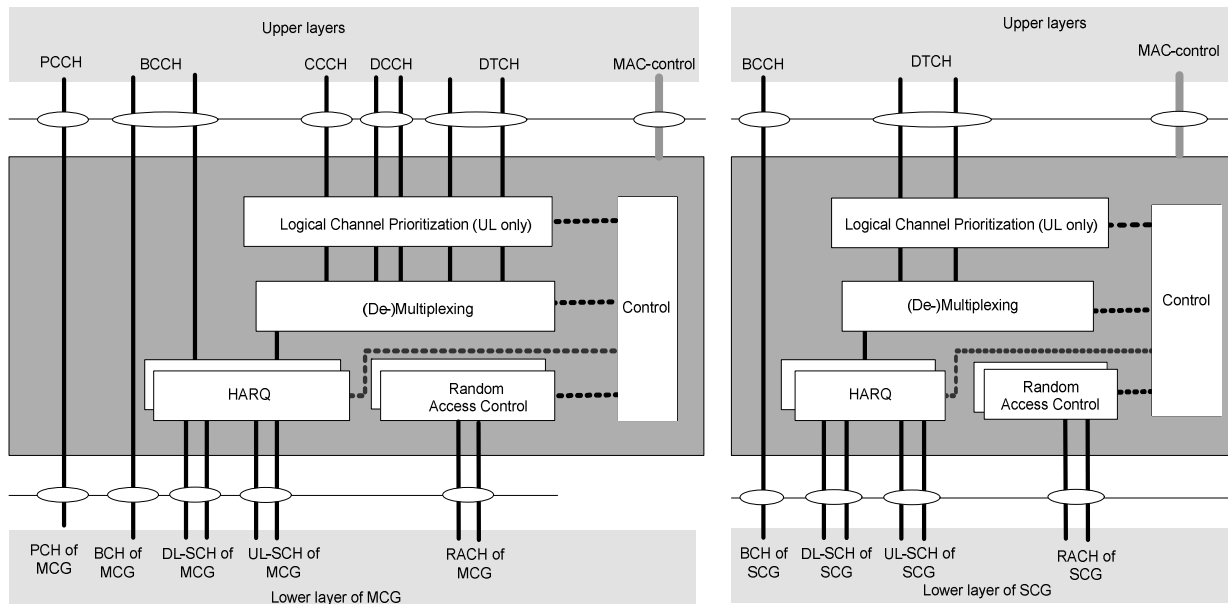 Upper layers
PCCH BCCH CCCH DCCH DTCH MAC-control
Logical Channel Prioritization (UL only)
(De-)Multiplexing
Control
HARQ
Random
Access Control
PCH of
MCG
BCH of
MCG
DL-SCH of
MCG
UL-SCH of
MCG
RACH of
MCG
Lower layer of MCG
Upper layers
BCCH DTCH MAC-control
Logical Channel Prioritization (UL only)
(De-)Multiplexing
Control
HARQ
Random
Access Control
BCH of
SCG
DL-SCH of
SCG
UL-SCH of
SCG
RACH of
SCG
Lower layer of SCG